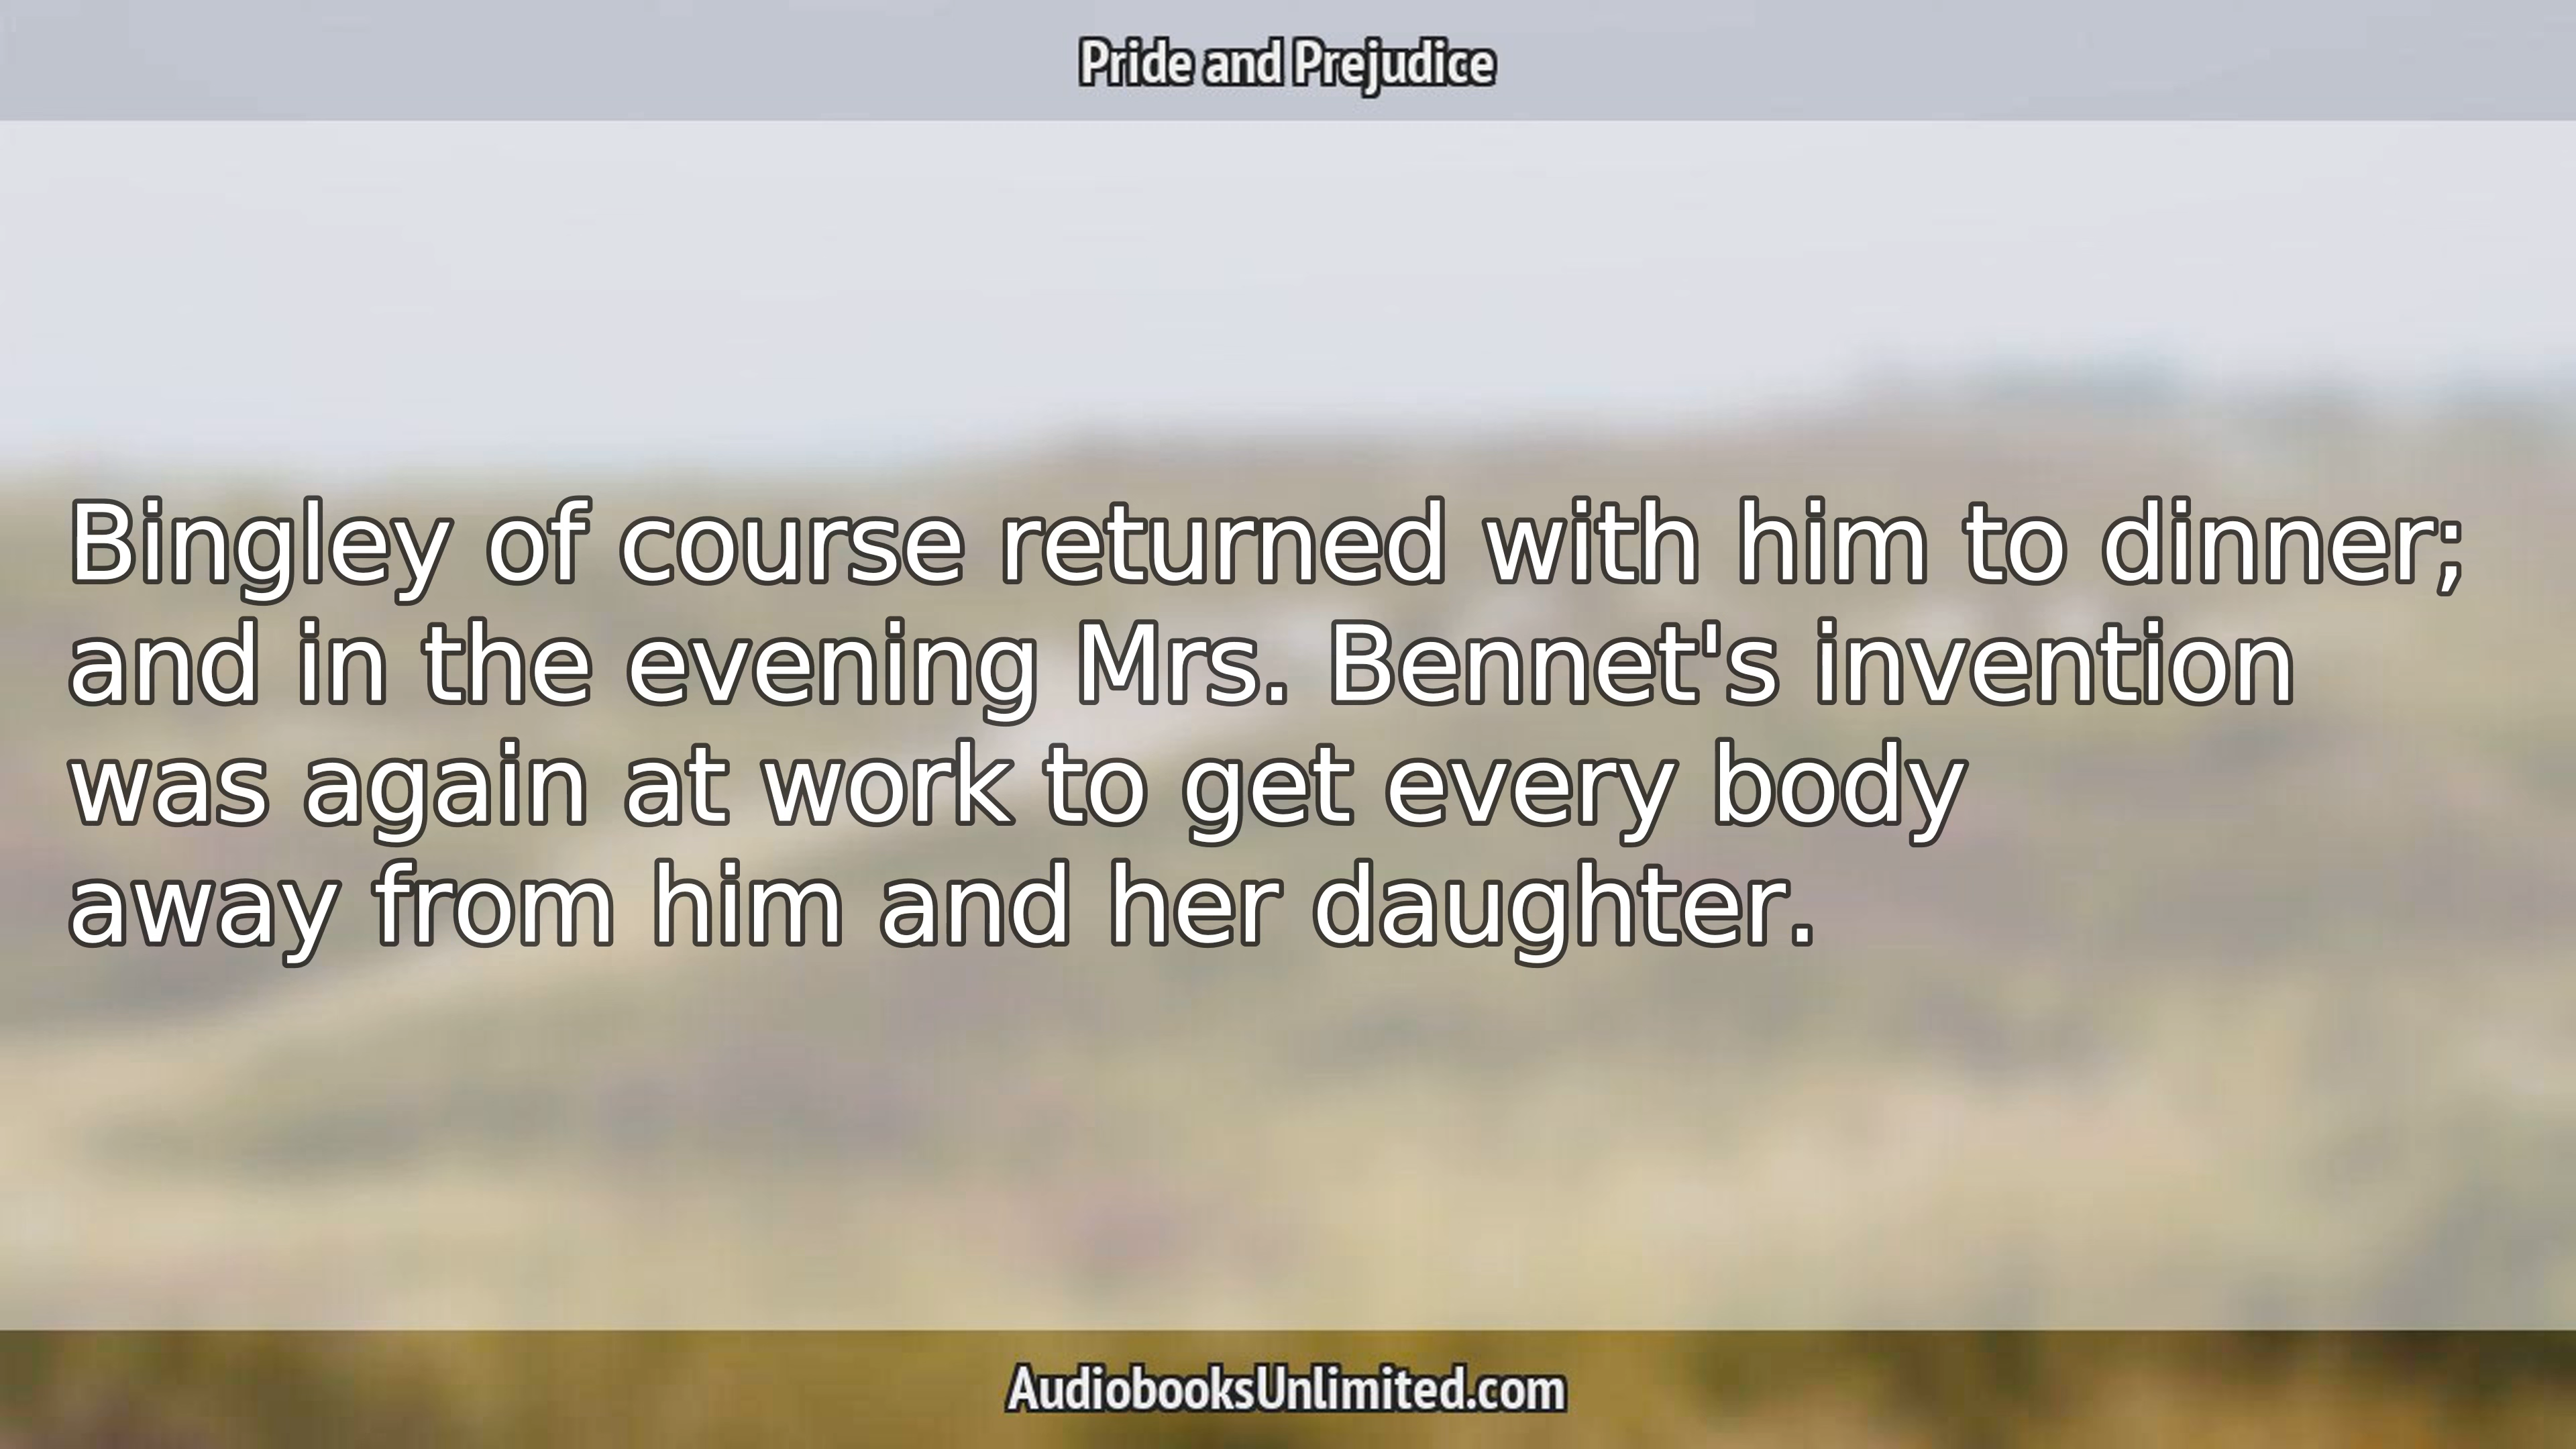 Pride and Prejudice
Bingley of course returned with him to dinner;
and in the evening Mrs. Bennet's invention
was again at work to get every body
away from him and her daughter.
AudiobooksUnlimited.com